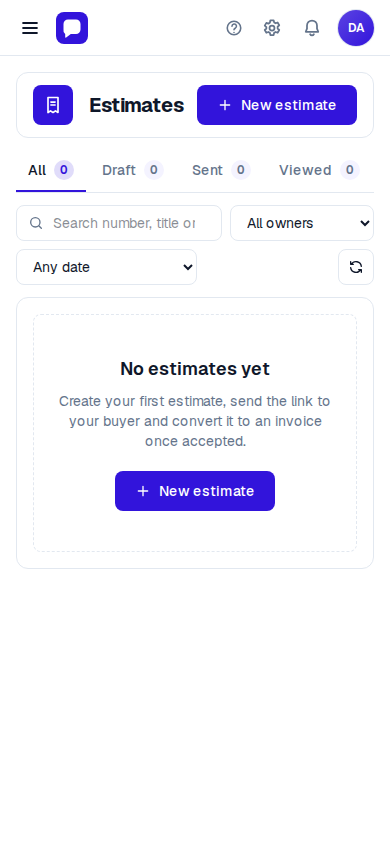 DA
Estimates
New estimate
All 0 Draft 0 Sent 0 Viewed 0
Search number, title or
All owners
Any date
No estimates yet
Create your first estimate, send the link to
your buyer and convert it to an invoice
once accepted.
New estimate